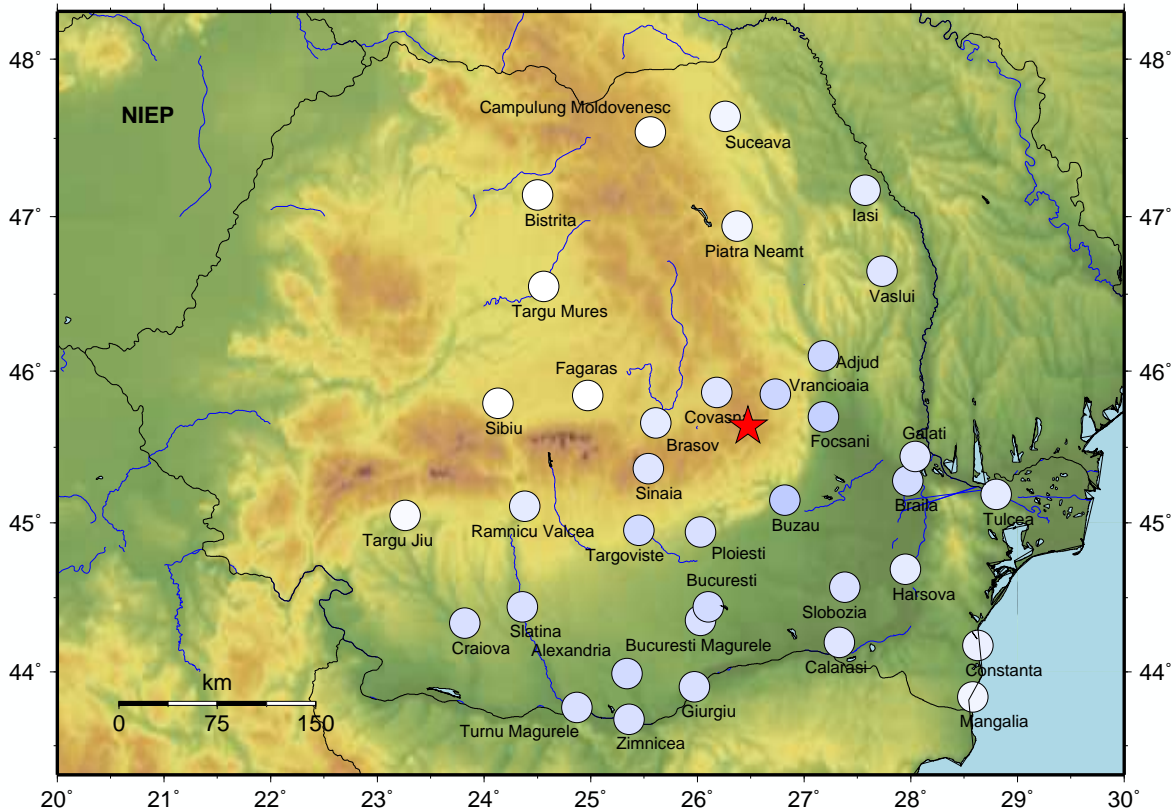 48˚ 48˚
Campulung Moldovenesc
NIEP
Suceava
47˚ Bistrita Iasi 47˚
Piatra Neamt
Vaslui
Targu Mures
46˚ Fagaras Adjud 46˚
Vrancioaia
Covasna
Sibiu Brasov Focsani
Galati
Sinaia
Braila
45˚ Ramnicu Valcea Buzau Tulcea 45˚
Targu Jiu
Targoviste Ploiesti
Bucuresti
Harsova
Slobozia
Slatina
Craiova Alexandria Bucuresti Magurele
Calarasi Constanta
44˚ 44˚
km
Giurgiu
0 75 150 Turnu Magurele Mangalia
Zimnicea
20˚ 21˚ 22˚ 23˚ 24˚ 25˚ 26˚ 27˚ 28˚ 29˚ 30˚